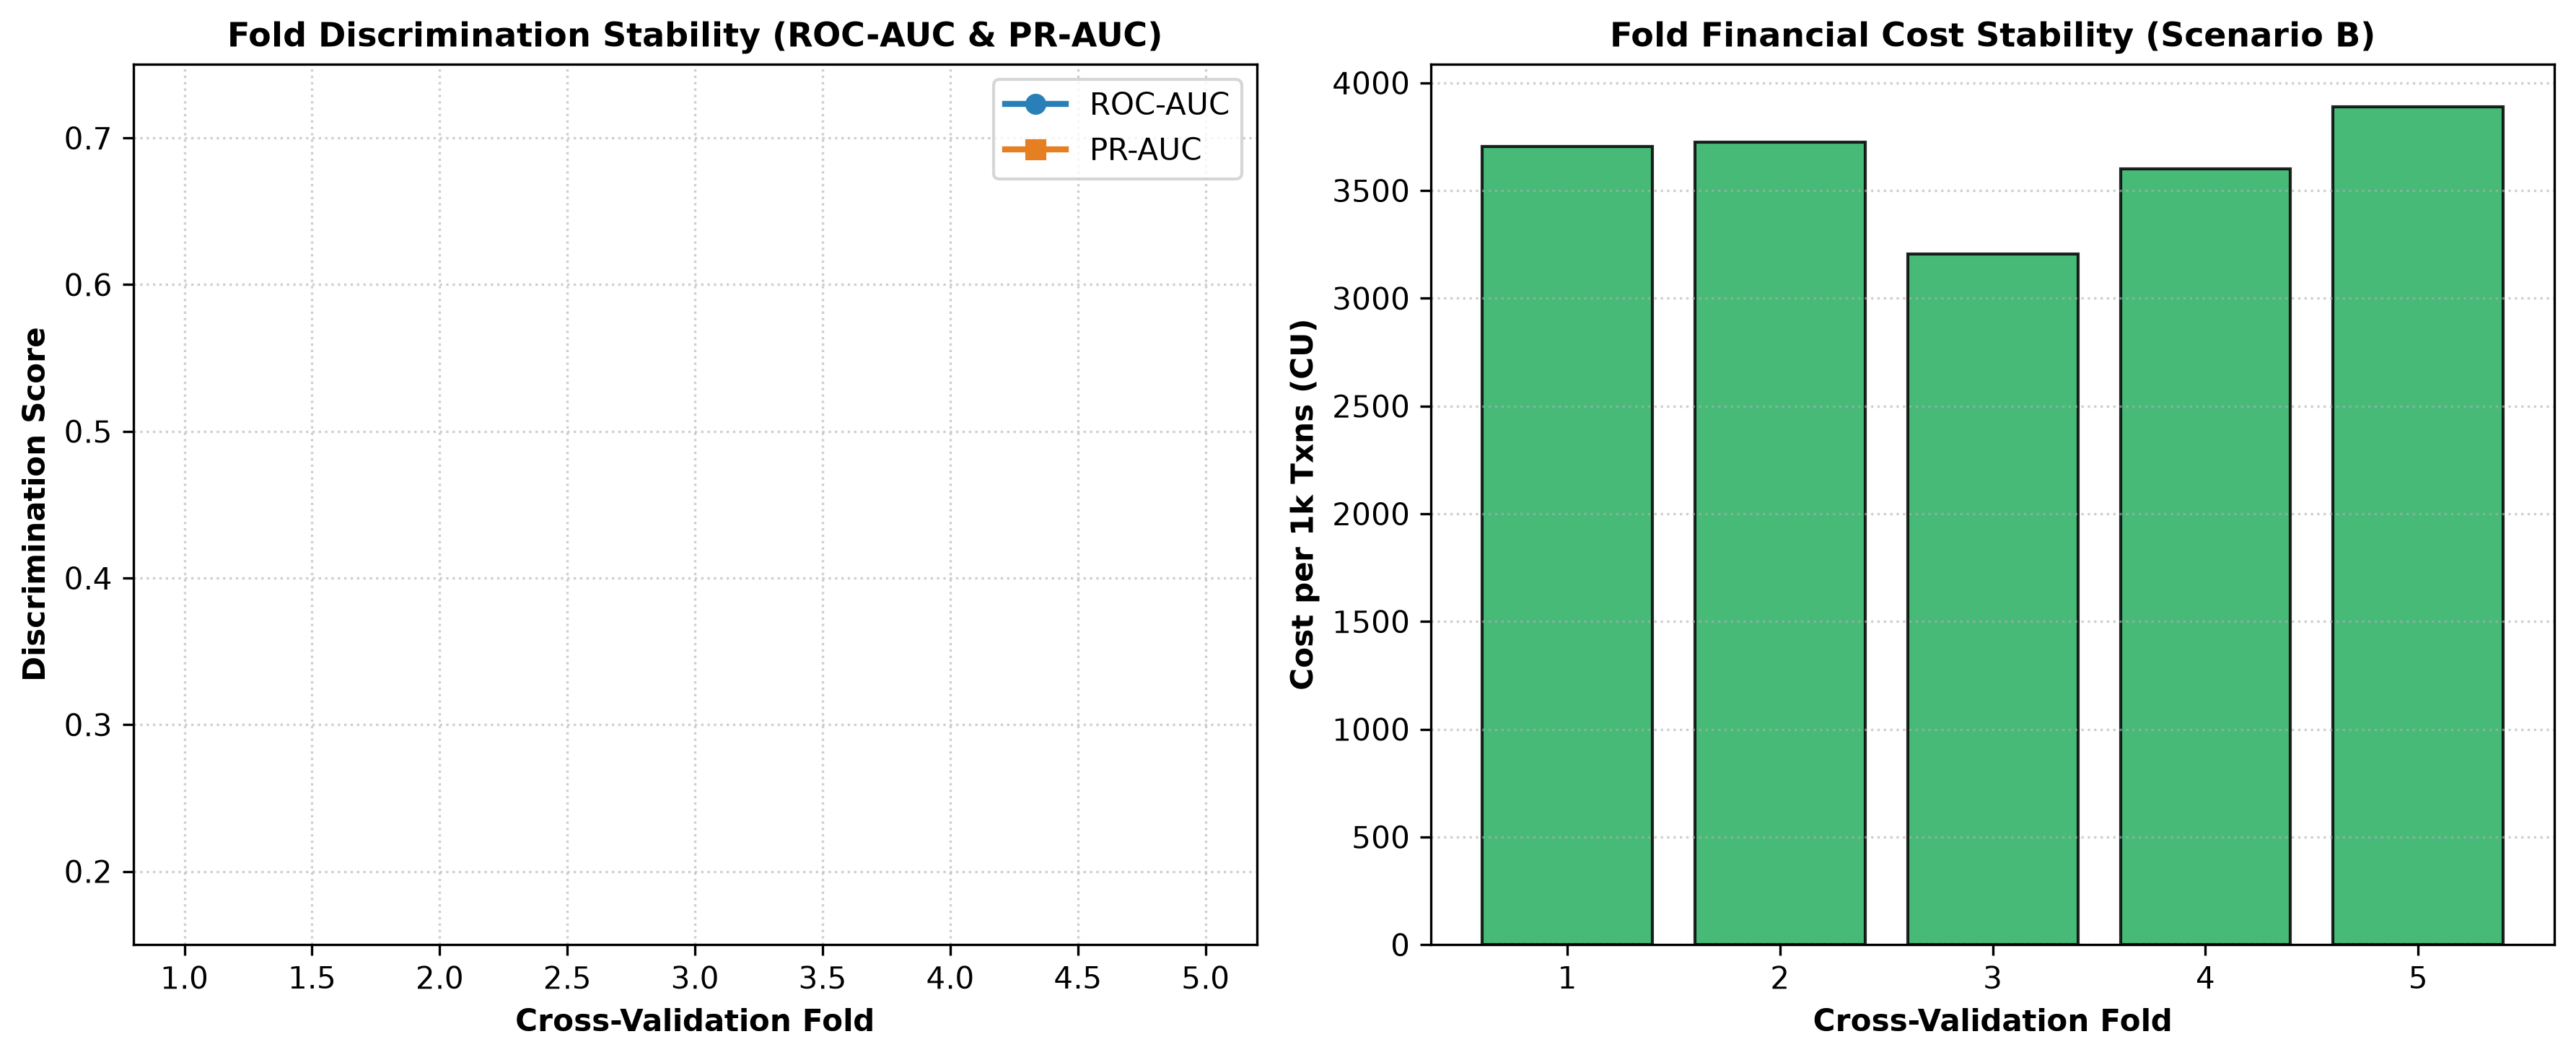 Fold Discrimination Stability (ROC-AUC & PR-AUC)
ROC-AUC
PR-AUC
Discrimination Score
0.7
0.6
0.5
0.4
0.3
0.2
1.0 1.5 2.0 2.5 3.0 3.5 4.0 4.5 5.0
Cross-Validation Fold
Fold Financial Cost Stability (Scenario B)
Cost per 1k Txns (CU)
4000
3500
3000
2500
2000
1500
1000
500
0
1 2 3 4 5
Cross-Validation Fold